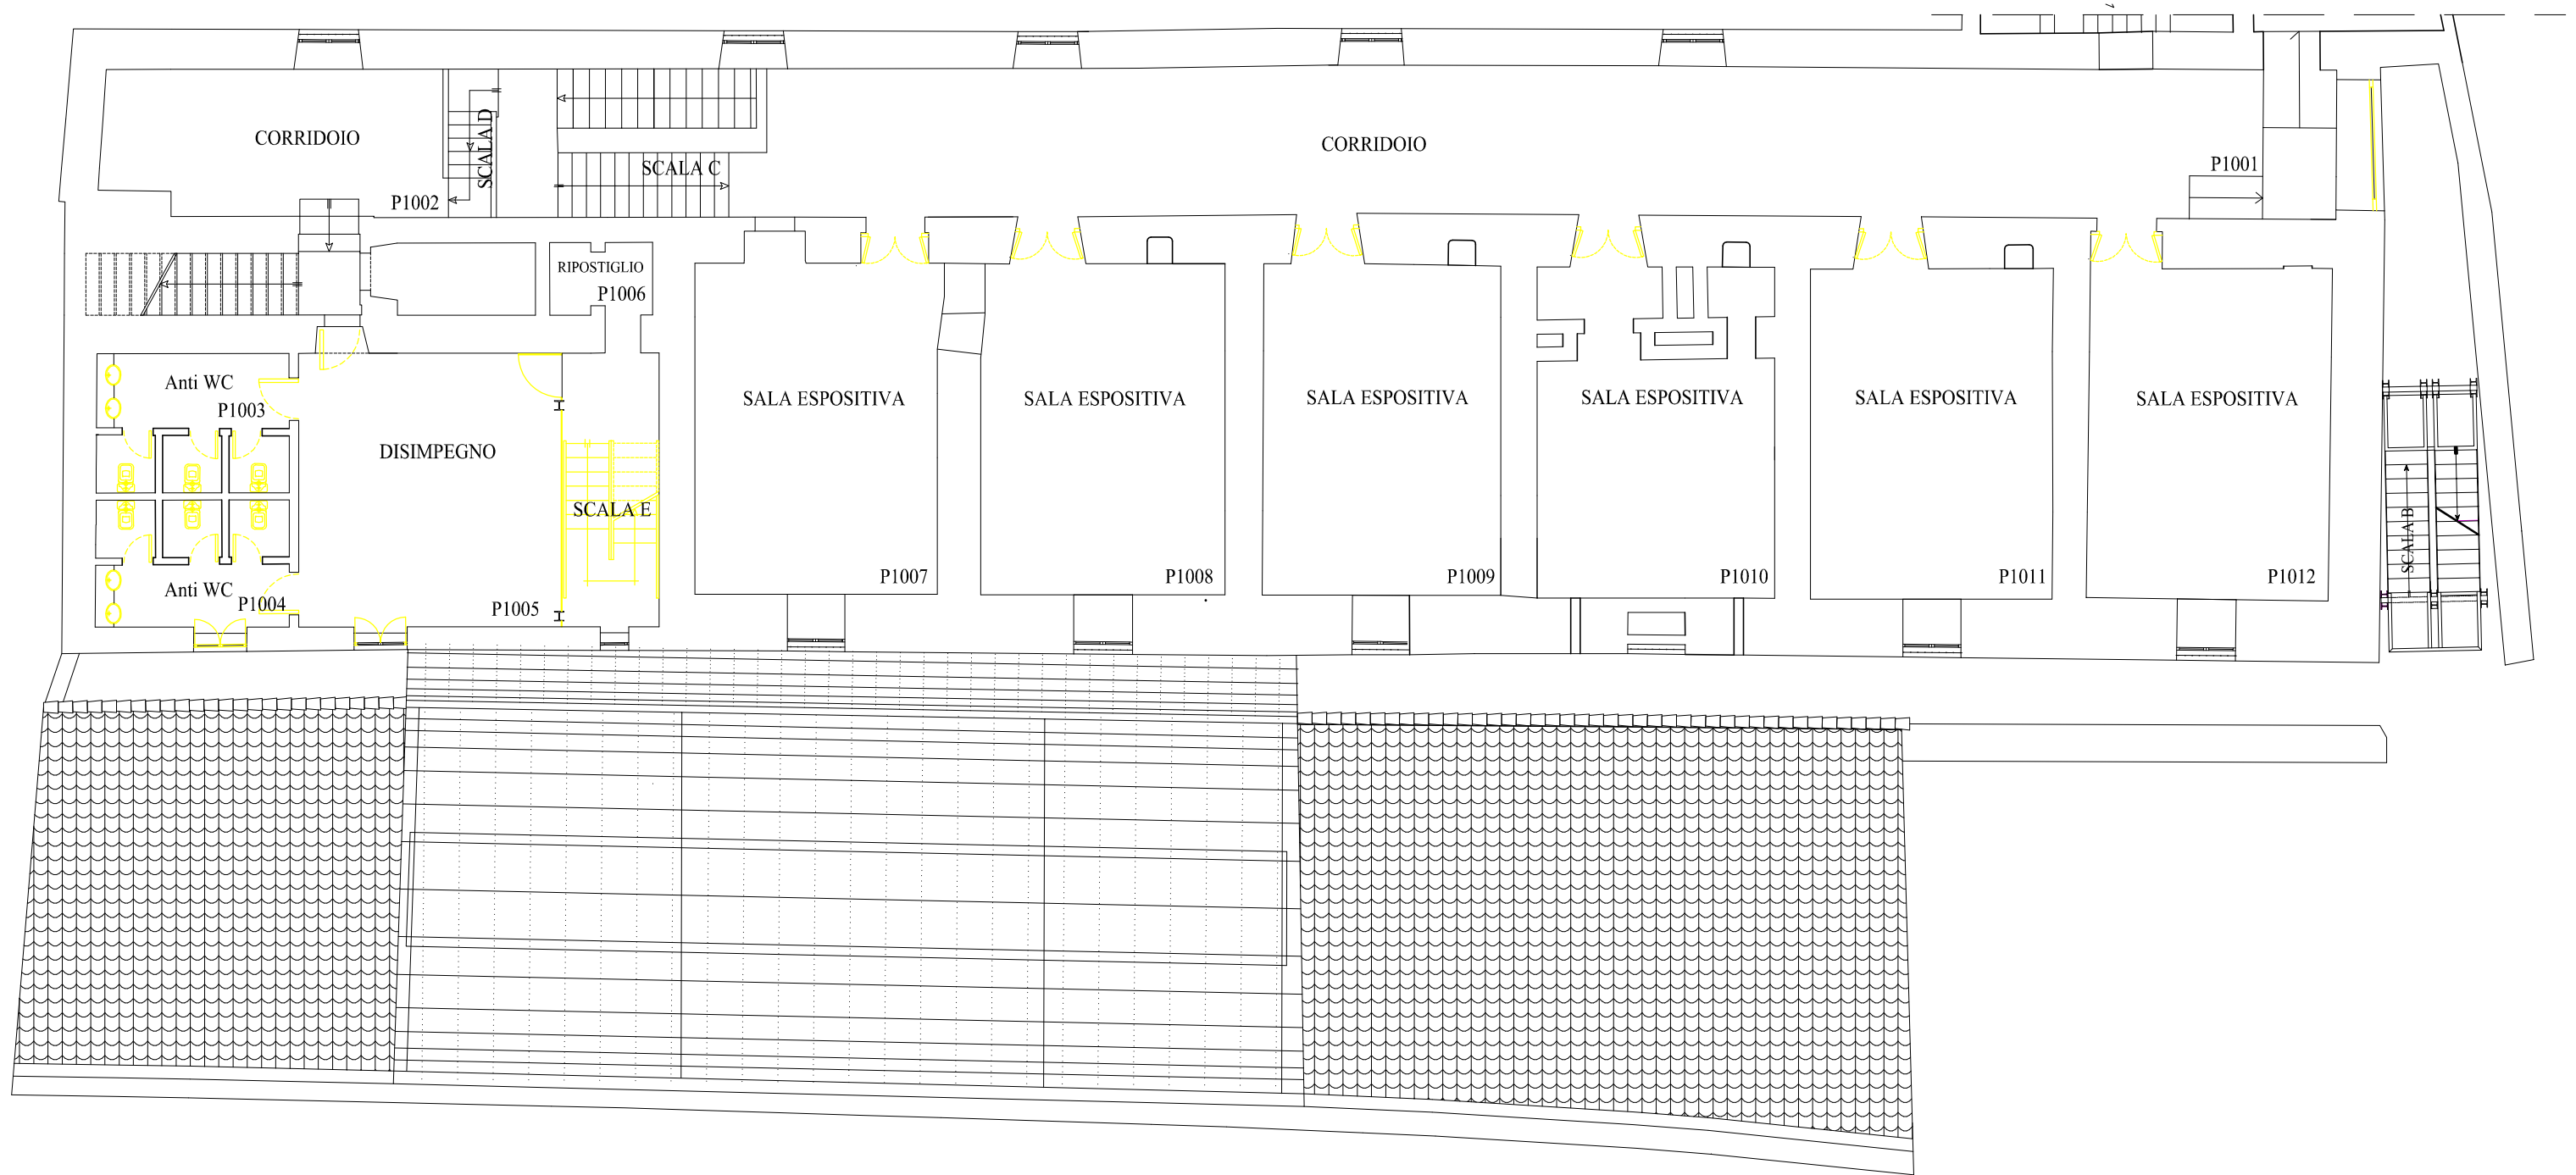 CORRIDOIO
SCALA D
SCALA C
CORRIDOIO
P1001
P1002
RIPOSTIGLIO
P1006
Anti WC
P1003
DISIMPEGNO
SCALA E
Anti WC
P1004
P1005
SALA ESPOSITIVA
P1007
SALA ESPOSITIVA
P1008
SALA ESPOSITIVA
P1009
SALA ESPOSITIVA
P1010
SALA ESPOSITIVA
P1011
SALA ESPOSITIVA
P1012
SCALA B